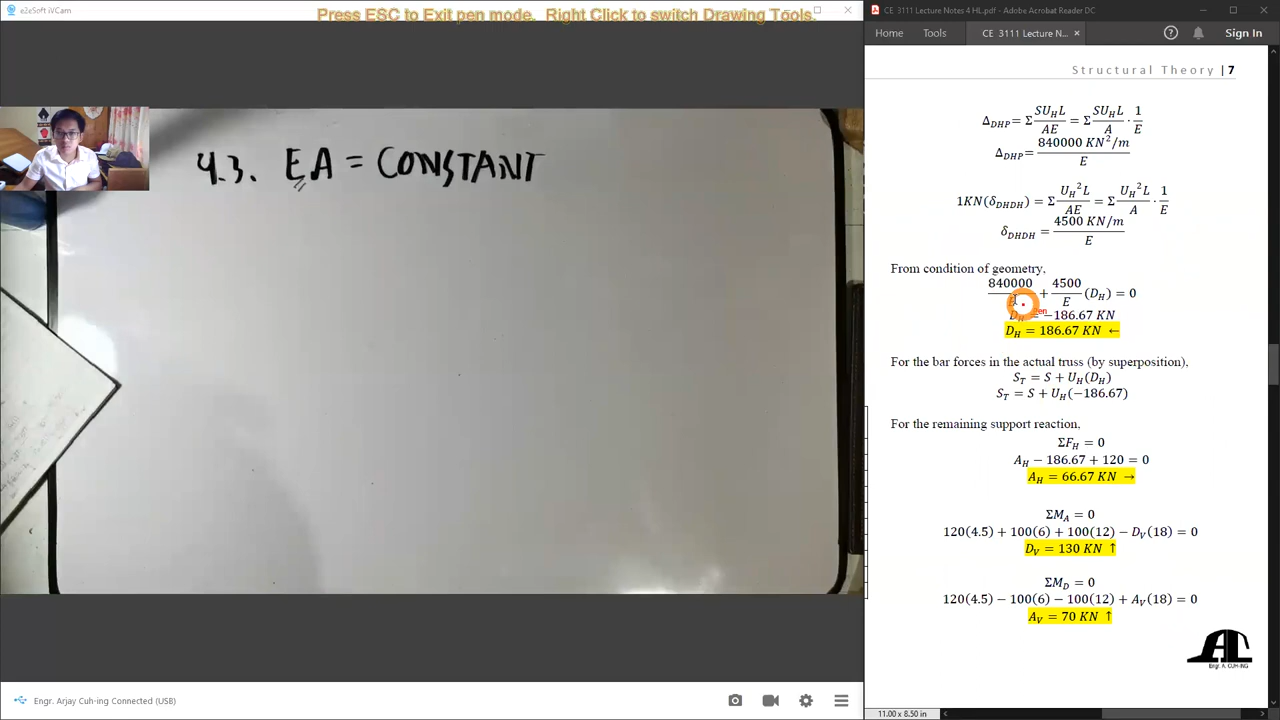 e2eSoft iVCam
Press ESC to Exit pen mode. Right Click to switch Drawing Tools.
4.3. EA = CONSTANT
Engr. Arjay Cuh-ing Connected (USB)
CE 3111 Lecture Notes 4 HL.pdf - Adobe Acrobat Reader DC
Home Tools CE 3111 Lecture N... × Sign In
Structural Theory | 7
Δ_DHP = Σ SU_HL/AE = Σ SU_HL/A · 1/E
Δ_DHP = 840000 KN²/m / E
1KN(δ_DHDH) = Σ U_H²L/AE = Σ U_H²L/A · 1/E
δ_DHDH = 4500 KN/m / E
From condition of geometry,
840000/E + 4500/E (D_H) = 0
D_H = −186.67 KN
D_H = 186.67 KN ←
For the bar forces in the actual truss (by superposition),
S_T = S + U_H(D_H)
S_T = S + U_H(−186.67)
For the remaining support reaction,
ΣF_H = 0
A_H − 186.67 + 120 = 0
A_H = 66.67 KN →
ΣM_A = 0
120(4.5) + 100(6) + 100(12) − D_V(18) = 0
D_V = 130 KN ↑
ΣM_D = 0
120(4.5) − 100(6) − 100(12) + A_V(18) = 0
A_V = 70 KN ↑
Engr. A. CUH-ING
11.00 x 8.50 in